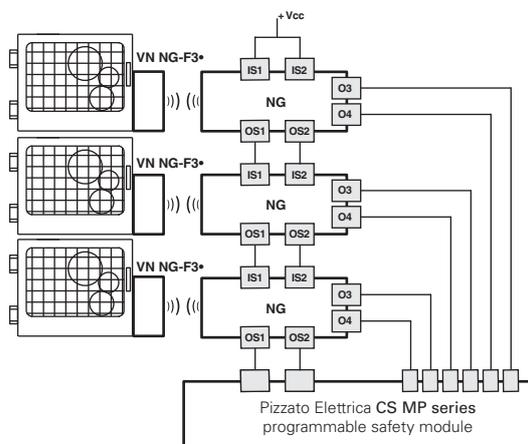 +Vcc
VN NG-F3•
IS1 IS2
O3
NG
O4
OS1 OS2
VN NG-F3•
IS1 IS2
O3
NG
O4
OS1 OS2
VN NG-F3•
IS1 IS2
O3
NG
O4
OS1 OS2
Pizzato Elettrica CS MP series
programmable safety module